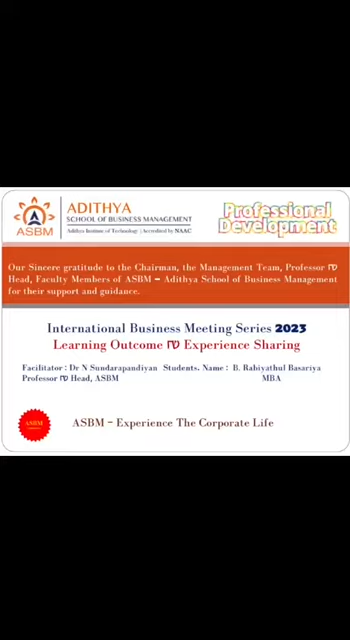 ADITHYA
SCHOOL OF BUSINESS MANAGEMENT
ASBM
Adithya Institute of Technology | Accredited by NAAC
Professional
Development
Our Sincere gratitude to the Chairman, the Management Team, Professor &
Head, Faculty Members of ASBM – Adithya School of Business Management
for their support and guidance.
International Business Meeting Series 2023
Learning Outcome & Experience Sharing
Facilitator : Dr N Sundarapandiyan Students. Name : B. Rahiyathul Basariya
Professor & Head, ASBM MBA
ASBM
ASBM – Experience The Corporate Life